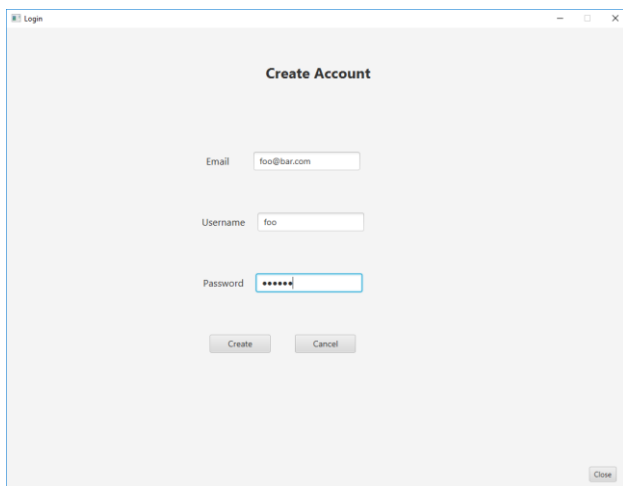 Login
Create Account
Email foo@bar.com
Username foo
Password ••••••
Create Cancel
Close